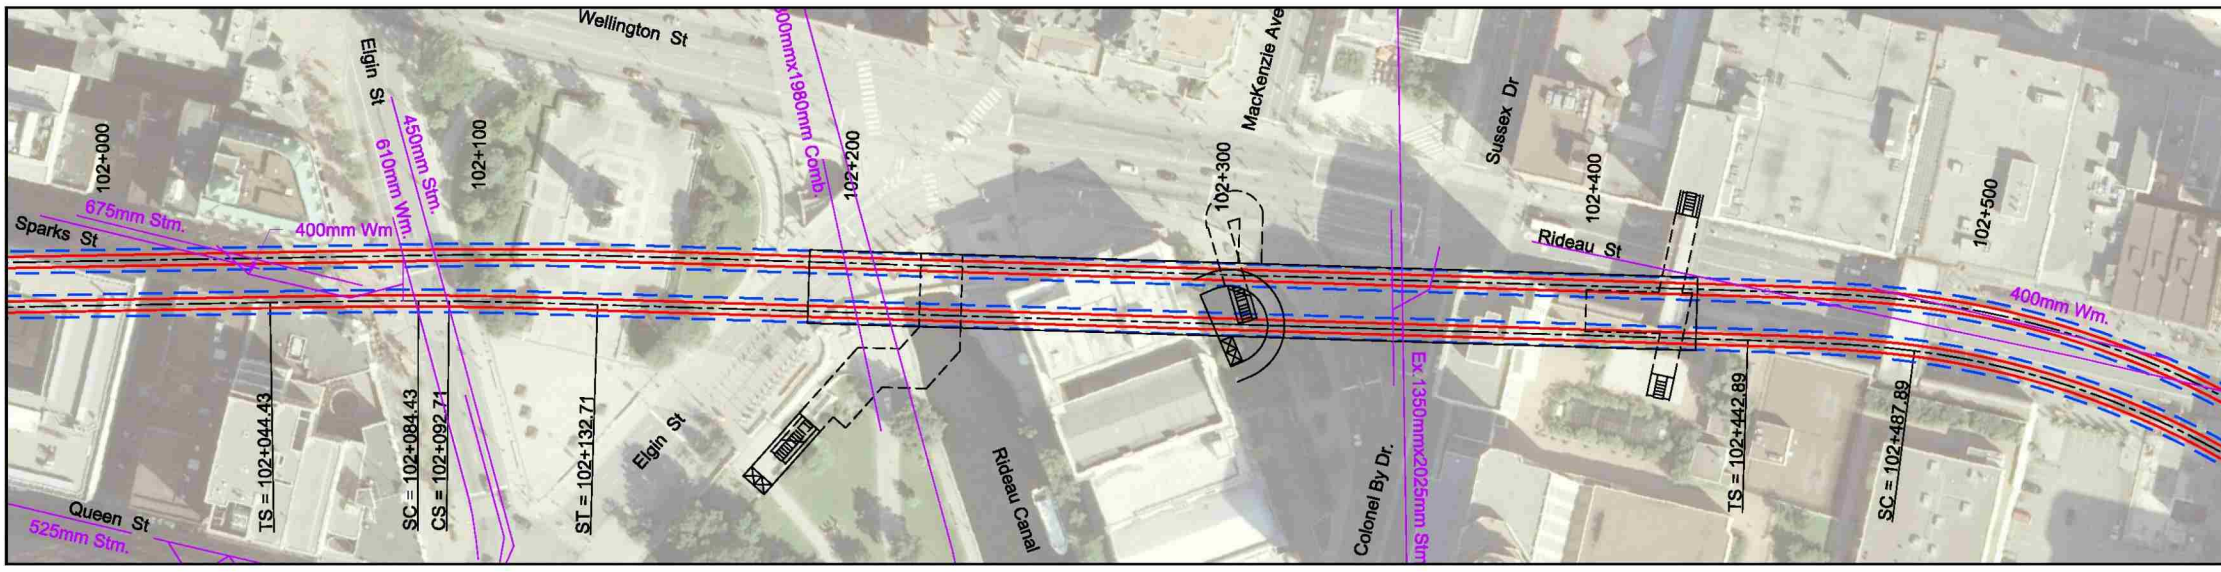 Wellington St
Elgin St
MacKenzie Ave
Sussex Dr
450mm Stm.
610mm Wm.
102+000
102+100
102+200
102+300
102+400
102+500
675mm Stm.
400mm Wm
Sparks St
Rideau St
400mm Wm.
Elgin St
Rideau Canal
Colonel By Dr.
Ex.1350mmx2025mm Stm
TS = 102+044.43
SC = 102+084.43
CS = 102+092.71
ST = 102+132.71
TS = 102+442.89
SC = 102+487.89
Queen St
525mm Stm.